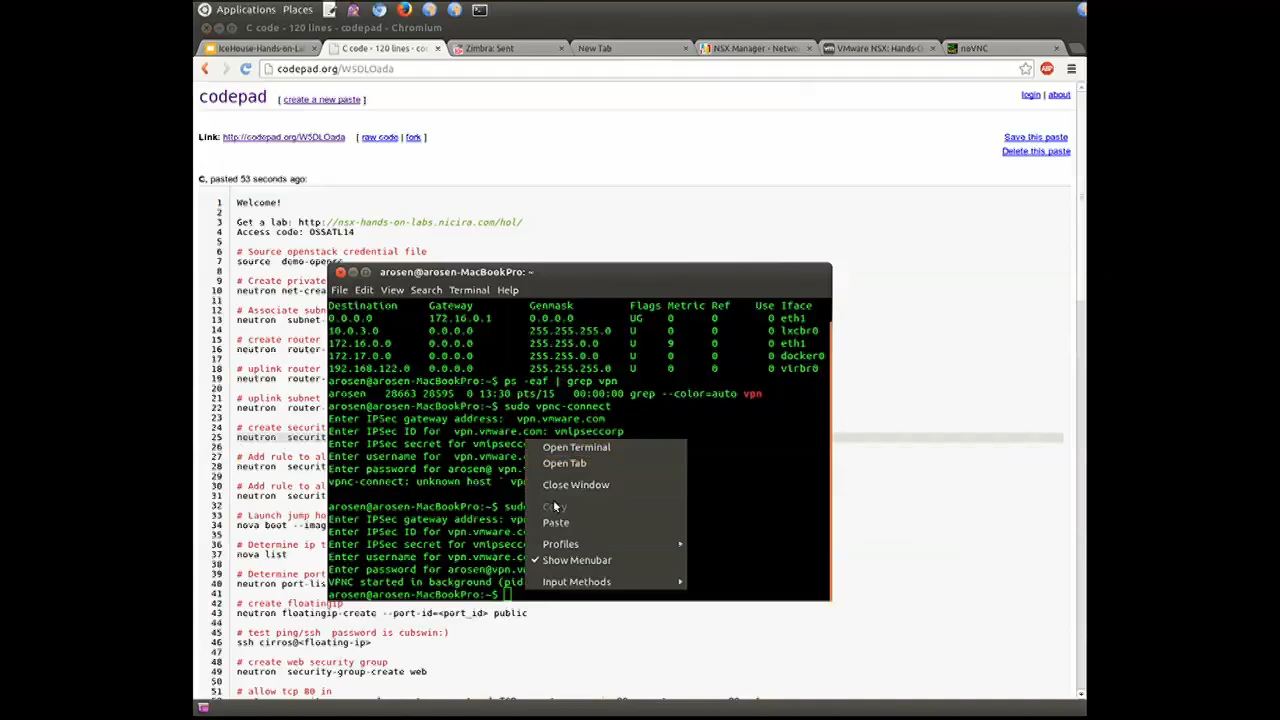 Applications Places
C code - 120 lines - codepad - Chromium
IceHouse-Hands-on-La
C code - 120 lines - co
Zimbra: Sent
New Tab
NSX Manager - Netwo
VMware NSX: Hands-O
noVNC
codepad.org/W5DLOada
codepad [ create a new paste ]
login | about
Link: http://codepad.org/W5DLOada [ raw code | fork ]
Save this paste
Delete this paste
C, pasted 53 seconds ago:
1 Welcome!
2
3 Get a lab: http://nsx-hands-on-labs.nicira.com/hol/
4 Access code: OSSATL14
5
6 # Source openstack credential file
7 source demo-openrc
8
9 # Create private
10 neutron net-crea
11
12 # Associate subn
13 neutron subnet-
14
15 # create router
16 neutron router-
17
18 # uplink router
19 neutron router-
20
21 # uplink subnet
22 neutron router-
23
24 # create securit
25 neutron securit
26
27 # Add rule to al
28 neutron securit
29
30 # Add rule to al
31 neutron securit
32
33 # Launch jump ho
34 nova boot --imag
35
36 # Determine ip t
37 nova list
38
39 # Determine port
40 neutron port-lis
41
42 # create floatingip
43 neutron floatingip-create --port-id=<port_id> public
44
45 # test ping/ssh password is cubswin:)
46 ssh cirros@<floating-ip>
47
48 # create web security group
49 neutron security-group-create web
50
51 # allow tcp 80 in
arosen@arosen-MacBookPro: ~
File Edit View Search Terminal Help
Destination Gateway Genmask Flags Metric Ref Use Iface
0.0.0.0 172.16.0.1 0.0.0.0 UG 0 0 0 eth1
10.0.3.0 0.0.0.0 255.255.255.0 U 0 0 0 lxcbr0
172.16.0.0 0.0.0.0 255.255.0.0 U 9 0 0 eth1
172.17.0.0 0.0.0.0 255.255.0.0 U 0 0 0 docker0
192.168.122.0 0.0.0.0 255.255.255.0 U 0 0 0 virbr0
arosen@arosen-MacBookPro:~$ ps -eaf | grep vpn
arosen 28663 28595 0 13:30 pts/15 00:00:00 grep --color=auto vpn
arosen@arosen-MacBookPro:~$ sudo vpnc-connect
Enter IPSec gateway address: vpn.vmware.com
Enter IPSec ID for vpn.vmware.com: vmipseccorp
Enter IPSec secret for vmipseccorp
Enter username for vpn.vmware.co
Enter password for arosen@ vpn.
vpnc-connect: unknown host ` vp
arosen@arosen-MacBookPro:~$ sud
Enter IPSec gateway address: vp
Enter IPSec ID for vpn.vmware.c
Enter IPSec secret for vmipsecc
Enter username for vpn.vmware.c
Enter password for arosen@vpn.v
VPNC started in background (pid
arosen@arosen-MacBookPro:~$
Open Terminal
Open Tab
Close Window
Copy
Paste
Profiles
Show Menubar
Input Methods